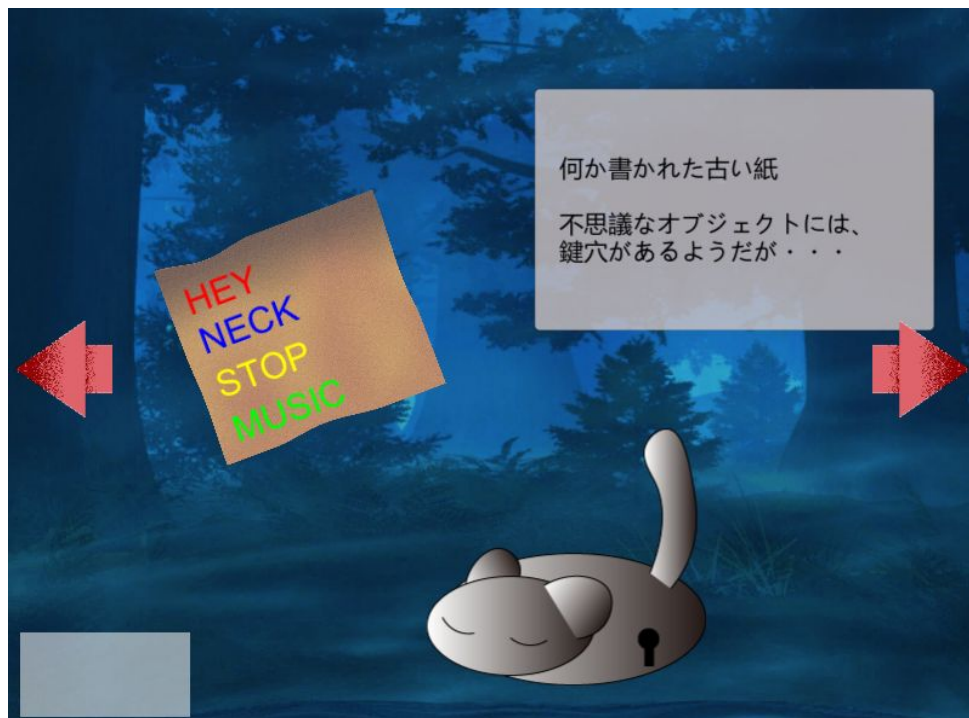 HEY
NECK
STOP
MUSIC
何か書かれた古い紙
不思議なオブジェクトには、
鍵穴があるようだが・・・